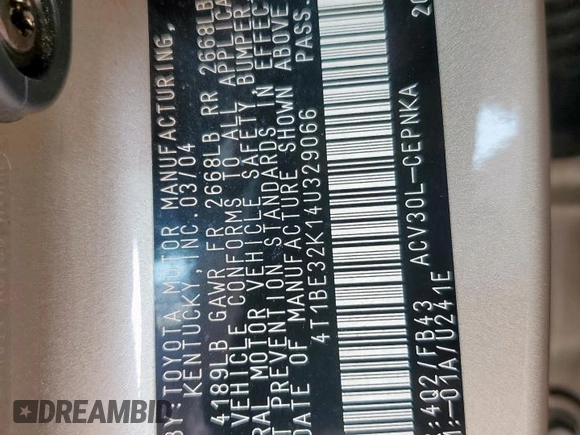 BY: TOYOTA MOTOR MANUFACTURING,
KENTUCKY, INC. 03/04
4189LB GAWR FR 2668LB RR 2668LB
VEHICLE CONFORMS TO ALL APPLICA
RAL MOTOR VEHICLE SAFETY, BUMPER,
T PREVENTION STANDARDS IN EFFEC
DATE OF MANUFACTURE SHOWN ABOVE
4T1BE32K14U329066 PASS.
:4Q2/FB43 ACV30L-CEPNKA
:-01A/U241E
DREAMBID